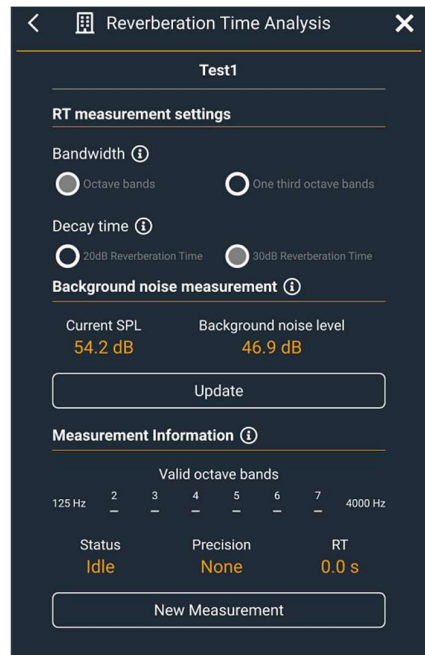 Reverberation Time Analysis
Test1
RT measurement settings
Bandwidth
Octave bands One third octave bands
Decay time
20dB Reverberation Time 30dB Reverberation Time
Background noise measurement
Current SPL Background noise level
54.2 dB 46.9 dB
Update
Measurement Information
Valid octave bands
125 Hz 2 3 4 5 6 7 4000 Hz
Status Precision RT
Idle None 0.0 s
New Measurement